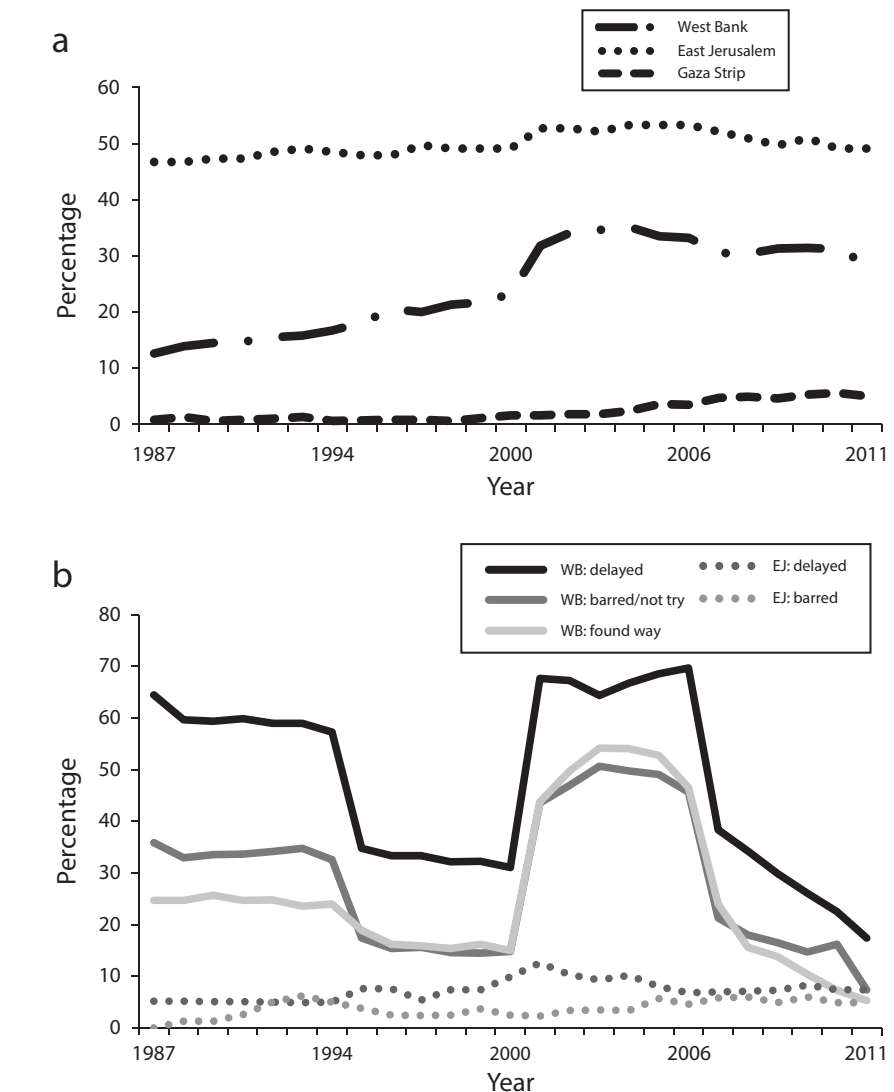 a
West Bank
East Jerusalem
Gaza Strip
60
50
40
30
20
10
0
Percentage
1987 1994 2000 2006 2011
Year
b
WB: delayed EJ: delayed
WB: barred/not try EJ: barred
WB: found way
80
70
60
50
40
30
20
10
0
Percentage
1987 1994 2000 2006 2011
Year